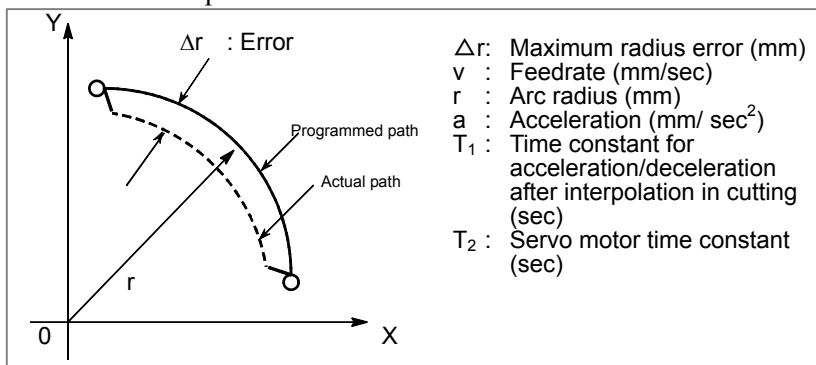 Y
Δr : Error
Programmed path
Actual path
r
0
X
△r: Maximum radius error (mm)
v : Feedrate (mm/sec)
r : Arc radius (mm)
a : Acceleration (mm/ sec²)
T₁ : Time constant for
acceleration/deceleration
after interpolation in cutting
(sec)
T₂ : Servo motor time constant
(sec)